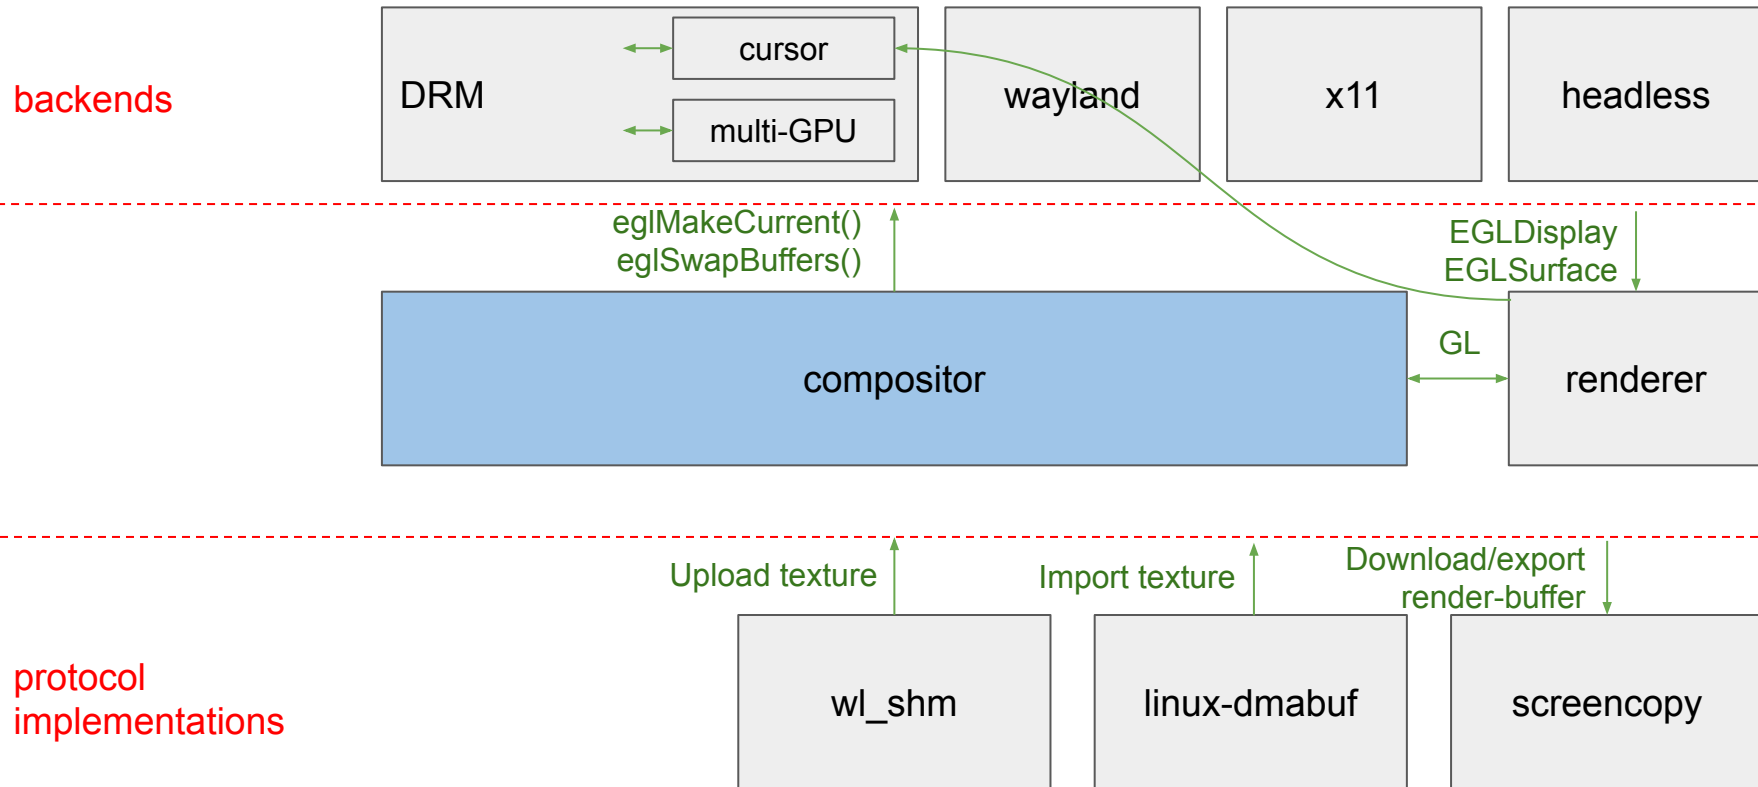 cursor
backends
DRM
wayland
x11
headless
multi-GPU
eglMakeCurrent()
eglSwapBuffers()
EGLDisplay
EGLSurface
GL
compositor
renderer
Upload texture
Import texture
Download/export
render-buffer
protocol
implementations
wl_shm
linux-dmabuf
screencopy